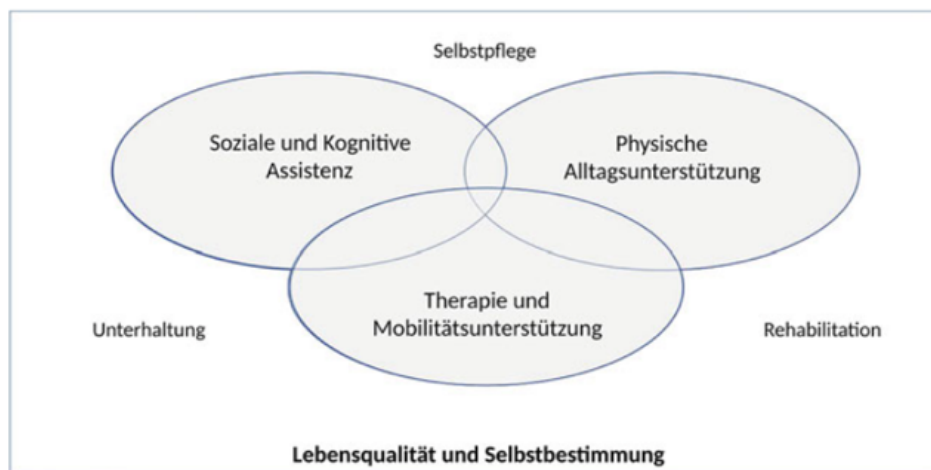 Selbstpflege
Soziale und Kognitive
Assistenz
Physische
Alltagsunterstützung
Therapie und
Mobilitätsunterstützung
Unterhaltung
Rehabilitation
Lebensqualität und Selbstbestimmung